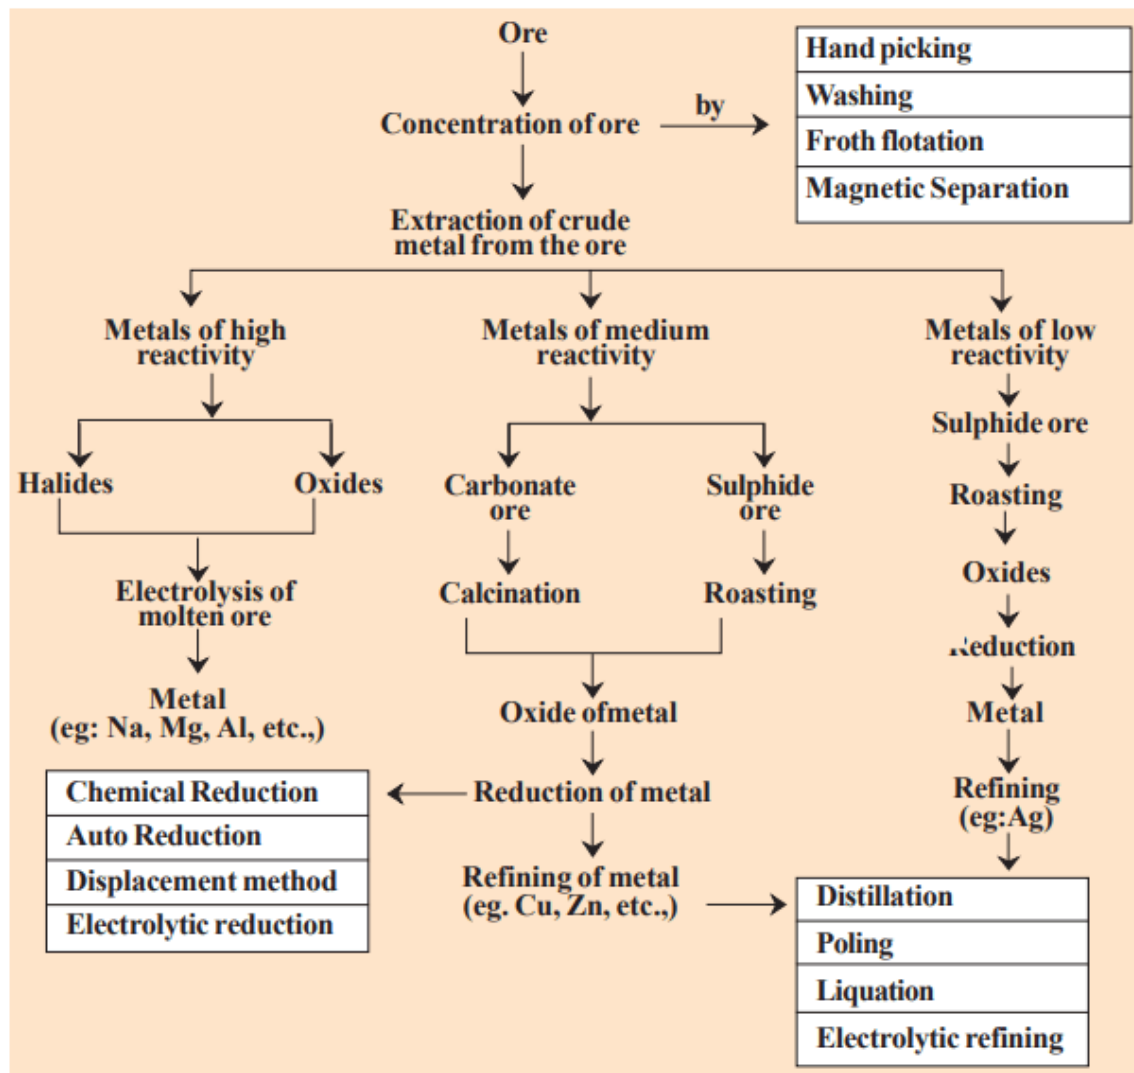 Ore
by
Hand picking
Washing
Froth flotation
Magnetic Separation
Concentration of ore
Extraction of crude
metal from the ore
Metals of high
reactivity
Metals of medium
reactivity
Metals of low
reactivity
Halides
Oxides
Carbonate
ore
Sulphide
ore
Sulphide ore
Roasting
Electrolysis of
molten ore
Calcination
Roasting
Oxides
Reduction
Metal
(eg: Na, Mg, Al, etc.,)
Oxide of metal
Metal
Chemical Reduction
Auto Reduction
Displacement method
Electrolytic reduction
Reduction of metal
Refining
(eg:Ag)
Refining of metal
(eg. Cu, Zn, etc.,)
Distillation
Poling
Liquation
Electrolytic refining